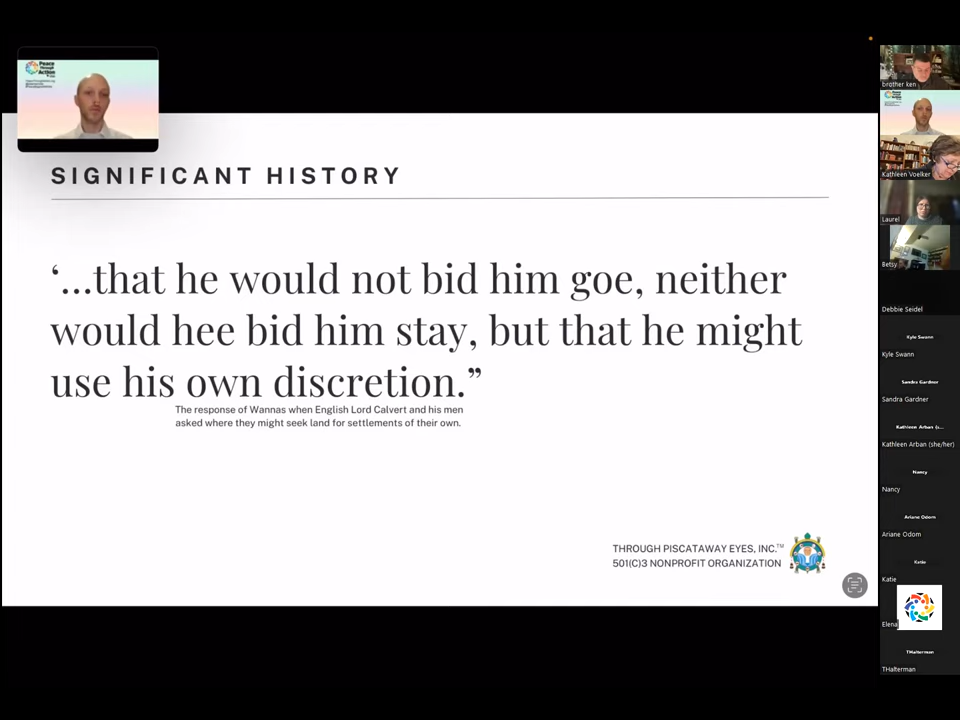 Peace
Through
Action
SIGNIFICANT HISTORY
‘...that he would not bid him goe, neither
would hee bid him stay, but that he might
use his own discretion.”
The response of Wannas when English Lord Calvert and his men
asked where they might seek land for settlements of their own.
THROUGH PISCATAWAY EYES, INC.™
501(C)3 NONPROFIT ORGANIZATION
brother ken
Kathleen Voelker
Laurel
Betsy
Debbie Seidel
Kyle Swann
Kyle Swann
Sandra Gardner
Sandra Gardner
Kathleen Arban (s...
Kathleen Arban (she/her)
Nancy
Nancy
Ariane Odom
Ariane Odom
Katie
Katie
Elena
THalterman
THalterman